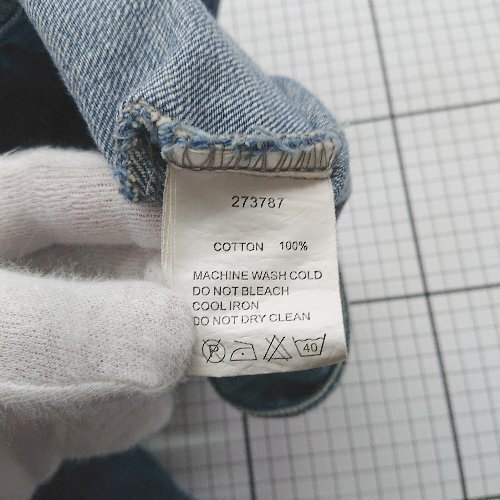 273787
COTTON 100%
MACHINE WASH COLD
DO NOT BLEACH
COOL IRON
DO NOT DRY CLEAN
P 40